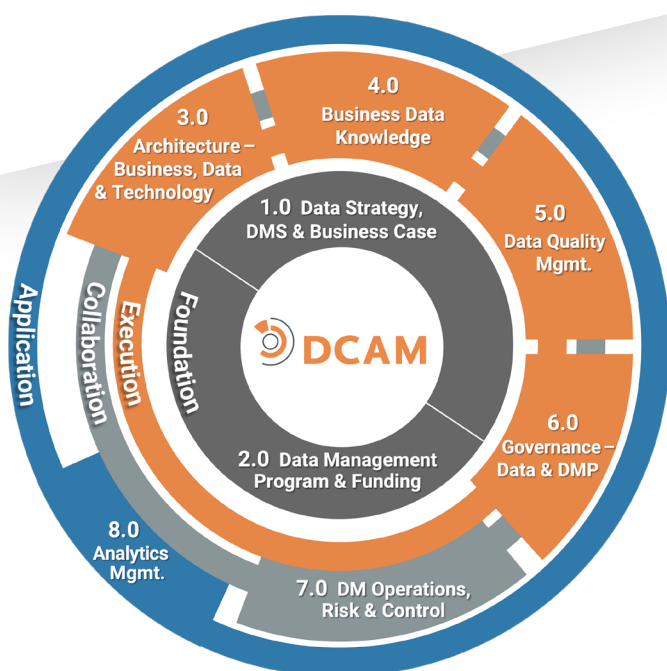 3.0
Architecture –
Business, Data
& Technology
4.0
Business Data
Knowledge
5.0
Data Quality
Mgmt.
6.0
Governance –
Data & DMP
7.0 DM Operations,
Risk & Control
8.0
Analytics
Mgmt.
1.0 Data Strategy,
DMS & Business Case
2.0 Data Management
Program & Funding
Application
Collaboration
Execution
Foundation
DCAM